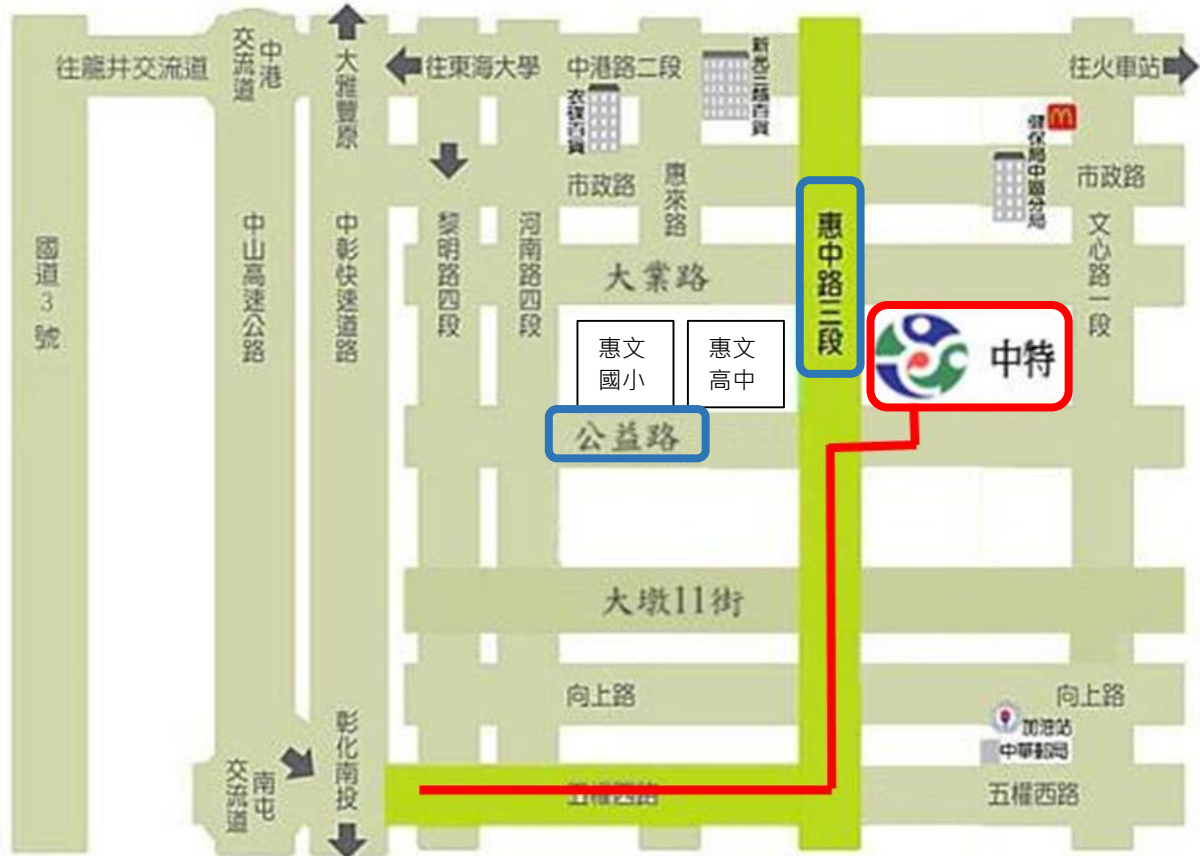 往龍井交流道
中港
交流道
大雅豐原
往東海大學
中港路二段
衣蝶百貨
新光三越百貨
往火車站
健保局中區分局
市政路
惠來路
市政路
國道3號
中山高速公路
中彰快速道路
黎明路四段
河南路四段
大業路
惠中路三段
文心路一段
惠文
國小
惠文
高中
中特
公益路
大墩11街
向上路
向上路
加油站
中華郵局
彰化南投
南屯
交流道
五權西路
五權西路